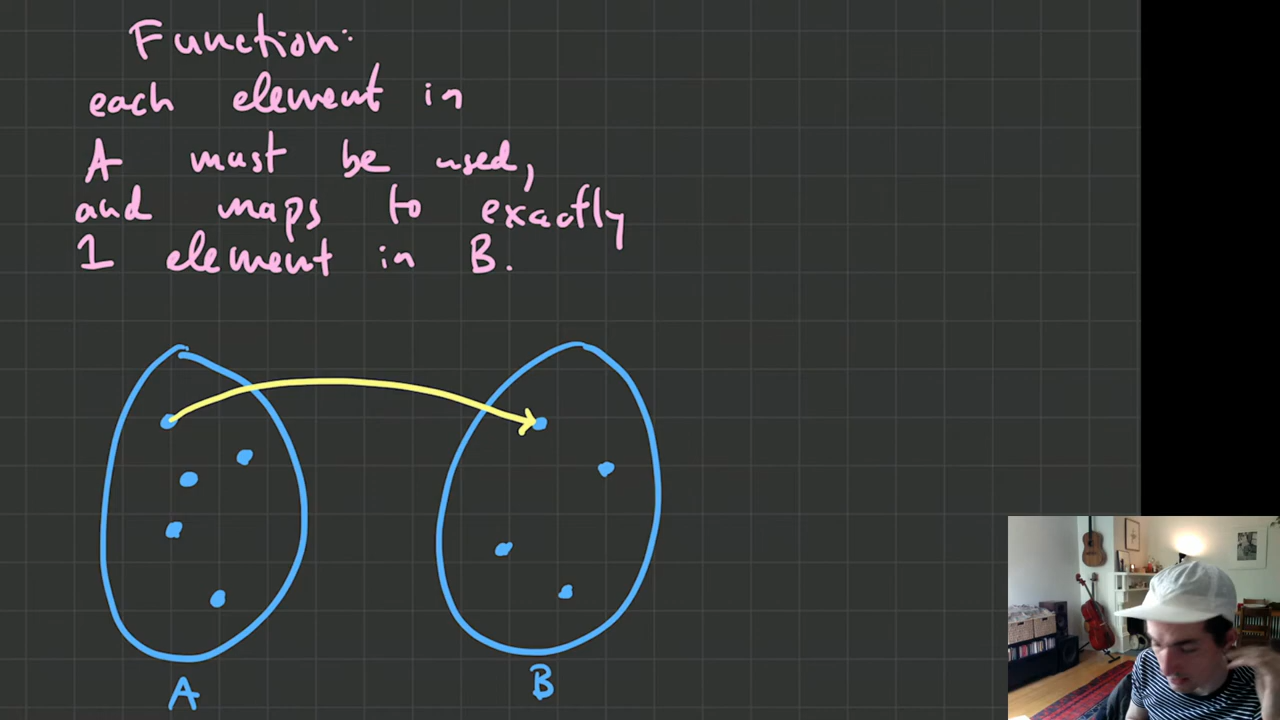 Function:
each element in
A must be used,
and maps to exactly
1 element in B.
A
B